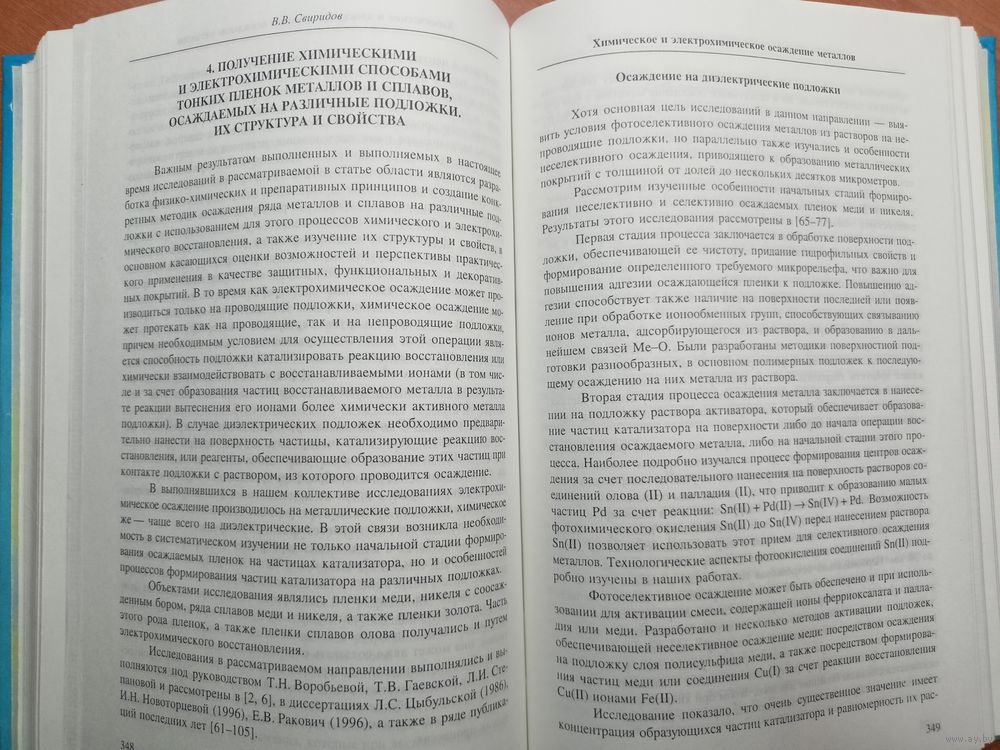 В.В. Свиридов
4. ПОЛУЧЕНИЕ ХИМИЧЕСКИМИ
И ЭЛЕКТРОХИМИЧЕСКИМИ СПОСОБАМИ
ТОНКИХ ПЛЕНОК МЕТАЛЛОВ И СПЛАВОВ,
ОСАЖДАЕМЫХ НА РАЗЛИЧНЫЕ ПОДЛОЖКИ.
ИХ СТРУКТУРА И СВОЙСТВА
Важным результатом выполненных и выполняемых в настоящее
время исследований в рассматриваемой в статье области являются разра-
ботка физико-химических и препаративных принципов и создание конк-
ретных методик осаждения ряда металлов и сплавов на различные под-
ложки с использованием для этого процессов химического и электрохи-
мического восстановления, а также изучение их структуры и свойств, в
основном касающихся оценки возможностей и перспективы практичес-
кого применения в качестве защитных, функциональных и декоратив-
ных покрытий. В то время как электрохимическое осаждение может про-
изводиться только на проводящие подложки, химическое осаждение мо-
жет протекать как на проводящие, так и на непроводящие подложки,
причем необходимым условием для осуществления этой операции явля-
ется способность подложки катализировать реакцию восстановления или
химически взаимодействовать с восстанавливаемыми ионами (в том чис-
ле и за счет образования частиц восстанавливаемого металла в результа-
те реакции вытеснения его ионами более химически активного металла
подложки). В случае диэлектрических подложек необходимо предвари-
тельно нанести на поверхность частицы, катализирующие реакцию вос-
становления, или реагенты, обеспечивающие образование этих частиц при
контакте подложки с раствором, из которого проводится осаждение.
В выполнявшихся в нашем коллективе исследованиях электрохи-
мическое осаждение производилось на металлические подложки, химическое
же — чаще всего на диэлектрические. В этой связи возникла необходи-
мость в систематическом изучении не только начальной стадии формиро-
вания осаждаемых пленок на частицах катализатора, но и особенностей
процессов формирования частиц катализатора на различных подложках.
Объектами исследования являлись пленки меди, никеля с соосаж-
денным бором, ряда сплавов меди и никеля, а также пленки золота. Часть
этого рода пленок, а также пленки сплавов олова получались и путем
электрохимического восстановления.
Исследования в рассматриваемом направлении выполнялись и вы-
полняются под руководством Т.Н. Воробьевой, Т.В. Гаевской, Л.И. Сте-
пановой и рассмотрены в [2, 6], в диссертациях Л.С. Цыбульской (1986),
И.Н. Новоторцевой (1996), Е.В. Ракович (1996), а также в ряде публика-
ций последних лет [61–105].
348
Химическое и электрохимическое осаждение металлов
Осаждение на диэлектрические подложки
Хотя основная цель исследований в данном направлении — выя-
вить условия фотоселективного осаждения металлов из растворов на не-
проводящие подложки, но параллельно также изучались и особенности
неселективного осаждения, приводящего к образованию металлических
покрытий с толщиной от долей до нескольких десятков микрометров.
Рассмотрим изученные особенности начальных стадий формиро-
вания неселективно и селективно осаждаемых пленок меди и никеля.
Результаты этого исследования рассмотрены в [65–77].
Первая стадия процесса заключается в обработке поверхности под-
ложки, обеспечивающей ее чистоту, придание гидрофильных свойств и
формирование определенного требуемого микрорельефа, что важно для
повышения адгезии осаждающейся пленки к подложке. Повышению ад-
гезии способствует также наличие на поверхности последней или появ-
ление при обработке ионообменных групп, способствующих связыванию
ионов металла, адсорбирующегося из раствора, и образованию в даль-
нейшем связей Ме–О. Были разработаны методики поверхностной под-
готовки разнообразных, в основном полимерных подложек к последую-
щему осаждению на них металла из раствора.
Вторая стадия процесса осаждения металла заключается в нанесе-
нии на подложку раствора активатора, который обеспечивает образова-
ние частиц катализатора на поверхности либо до начала операции вос-
становления осаждаемого металла, либо на начальной стадии этого про-
цесса. Наиболее подробно изучался процесс формирования центров осаж-
дения за счет последовательного нанесения на поверхность растворов со-
единений олова (II) и палладия (II), что приводит к образованию малых
частиц Pd за счет реакции: Sn(II) + Pd(II) → Sn(IV) + Pd. Возможность
фотохимического окисления Sn(II) до Sn(IV) перед нанесением раствора
Sn(II) позволяет использовать этот прием для селективного осаждения
металлов. Технологические аспекты фотоокисления соединений Sn(II) под-
робно изучены в наших работах.
Фотоселективное осаждение может быть обеспечено и при исполь-
зовании для активации смеси, содержащей ионы ферриоксалата и палла-
дия или меди. Разработано и несколько методов активации подложек,
обеспечивающей неселективное осаждение меди: посредством осаждения
на подложку слоя полисульфида меди, а также посредством формирова-
ния частиц меди или соединения Cu(I) за счет реакции восстановления
Cu(II) ионами Fe(II).
Исследование показало, что очень существенное значение имеет
концентрация образующихся частиц катализатора и равномерность их рас-
349
www.ay.by